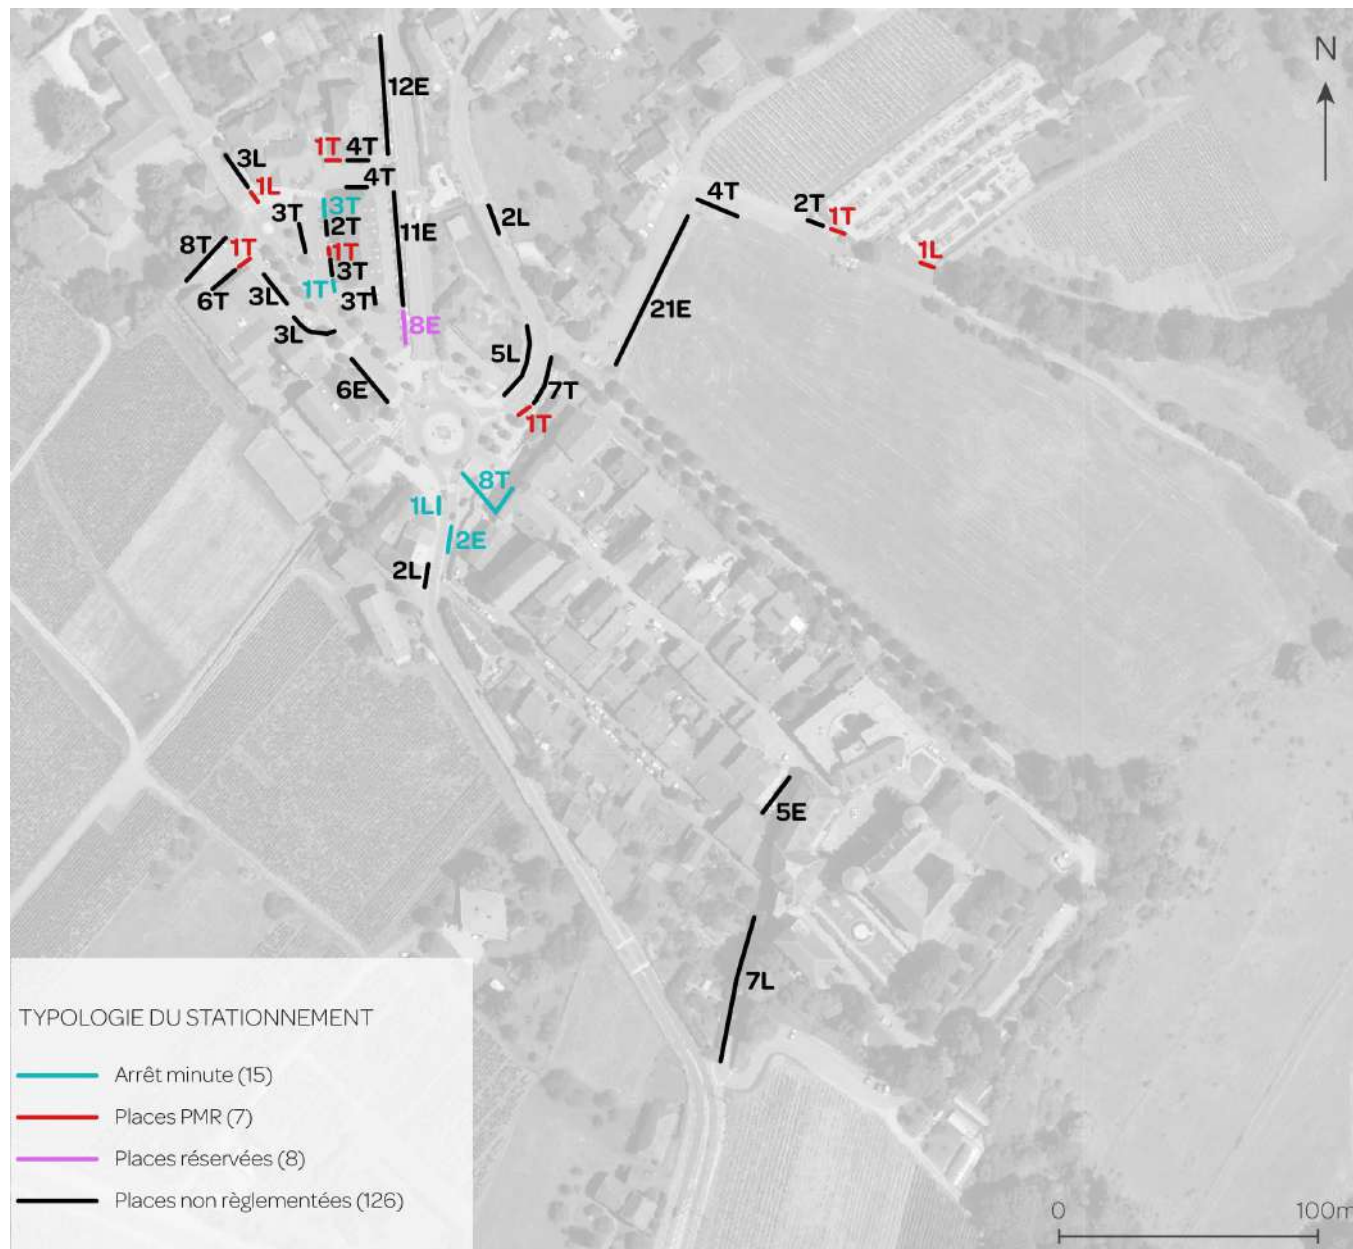 N
12E
1T 4T
3L
4T
1L
3T
3T
2T
11E
2L
4T
2T
1T
8T
1T
1T
1L
3T
6T
3L
1T
3T
21E
8E
3L
5L
6E
7T
1T
8T
1L
2E
2L
5E
7L
TYPOLOGIE DU STATIONNEMENT
Arrêt minute (15)
Places PMR (7)
Places réservées (8)
Places non règlementées (126)
0 100m